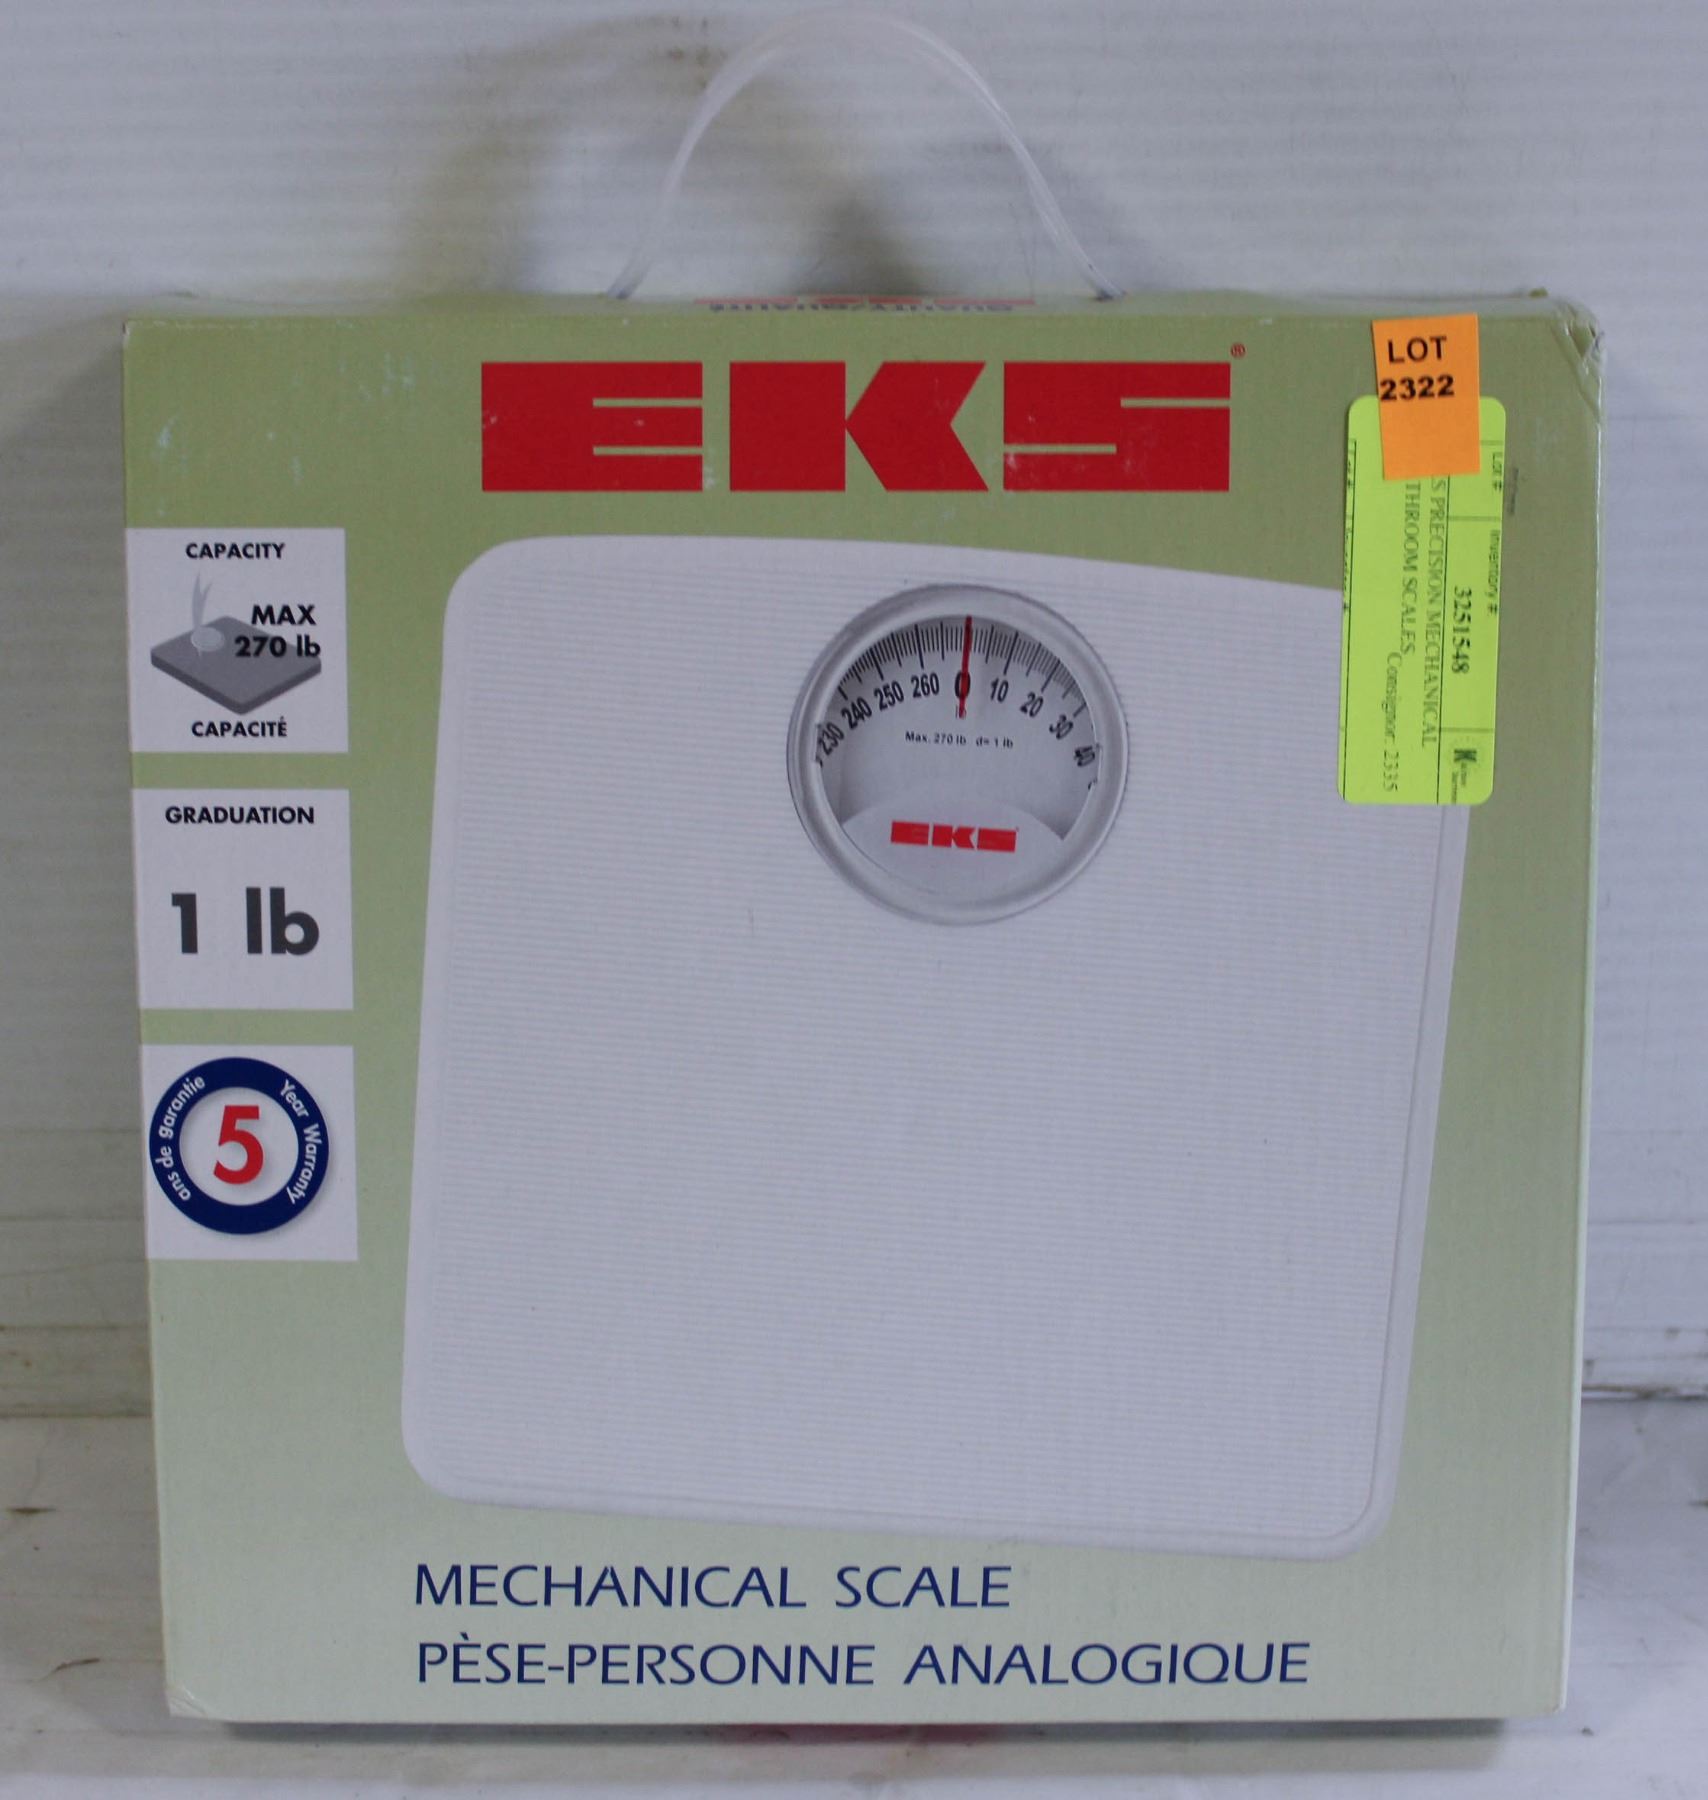 QUALITY/QUALITÉ
EKS®
LOT
2322
Lot #
Inventory #
3251548
S PRECISION MECHANICAL
THROOM SCALES,
Consignor: 2335
CAPACITY
MAX
270 lb
CAPACITÉ
GRADUATION
1 lb
5
Year Warranty
ans de garantie
230 240 250 260 0 10 20 30 40
Max. 270 lb d= 1 lb
EKS
MECHANICAL SCALE
PÈSE-PERSONNE ANALOGIQUE